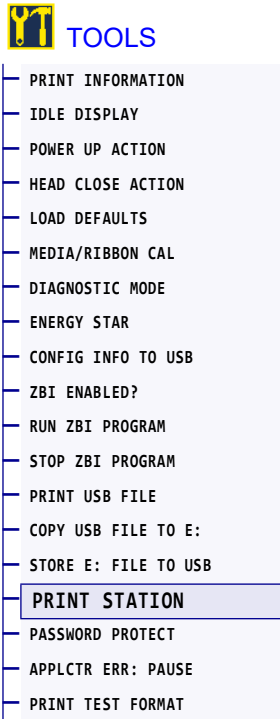 TOOLS
PRINT INFORMATION
IDLE DISPLAY
POWER UP ACTION
HEAD CLOSE ACTION
LOAD DEFAULTS
MEDIA/RIBBON CAL
DIAGNOSTIC MODE
ENERGY STAR
CONFIG INFO TO USB
ZBI ENABLED?
RUN ZBI PROGRAM
STOP ZBI PROGRAM
PRINT USB FILE
COPY USB FILE TO E:
STORE E: FILE TO USB
PRINT STATION
PASSWORD PROTECT
APPLCTR ERR: PAUSE
PRINT TEST FORMAT